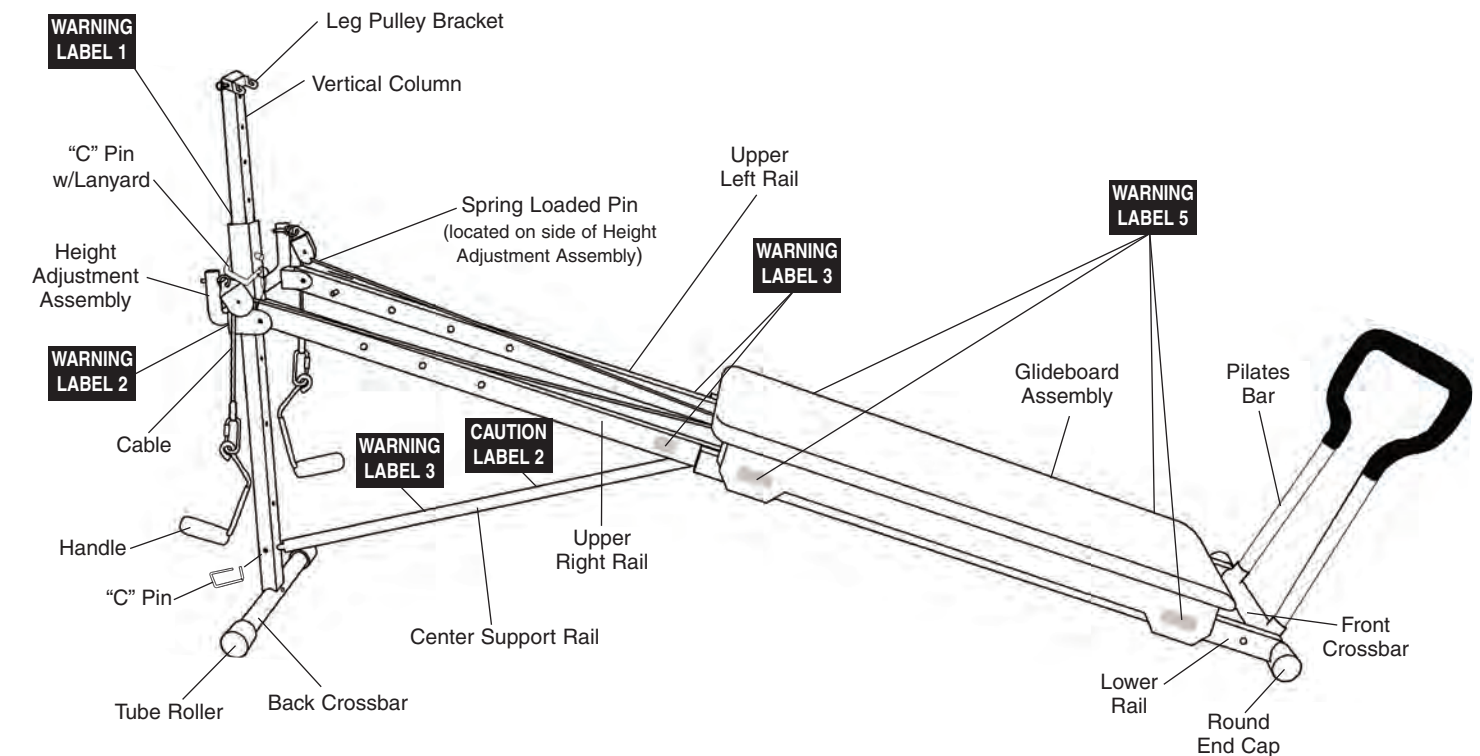 WARNING
LABEL 1
Leg Pulley Bracket
Vertical Column
“C” Pin
w/Lanyard
Upper
Left Rail
WARNING
LABEL 5
Spring Loaded Pin
(located on side of Height
Adjustment Assembly)
Height
Adjustment
Assembly
WARNING
LABEL 3
WARNING
LABEL 2
Glideboard
Assembly
Pilates
Bar
Cable
WARNING
LABEL 3
CAUTION
LABEL 2
Handle
Upper
Right Rail
“C” Pin
Center Support Rail
Front
Crossbar
Lower
Rail
Tube Roller
Back Crossbar
Round
End Cap